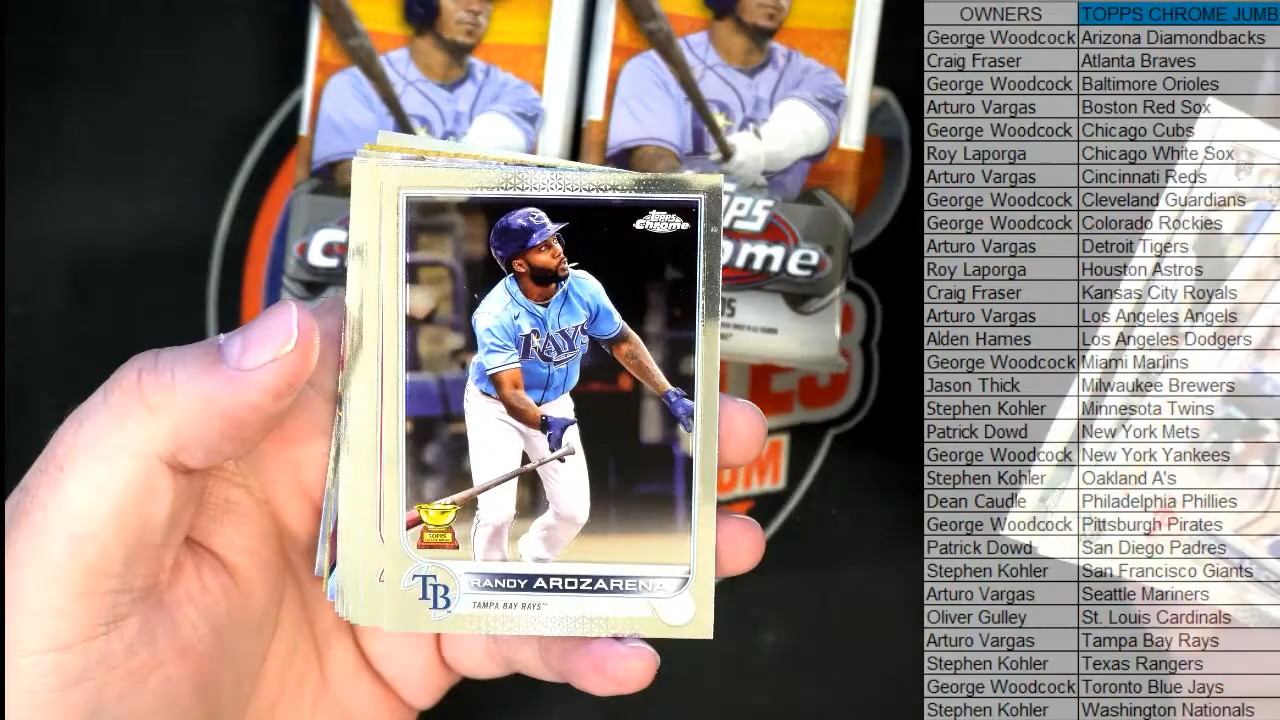 Topps
Chrome
RAYS
TOPPS
TB
RANDY AROZARENA
TAMPA BAY RAYS™
OWNERS TOPPS CHROME JUMB
George Woodcock Arizona Diamondbacks
Craig Fraser Atlanta Braves
George Woodcock Baltimore Orioles
Arturo Vargas Boston Red Sox
George Woodcock Chicago Cubs
Roy Laporga Chicago White Sox
Arturo Vargas Cincinnati Reds
George Woodcock Cleveland Guardians
George Woodcock Colorado Rockies
Arturo Vargas Detroit Tigers
Roy Laporga Houston Astros
Craig Fraser Kansas City Royals
Arturo Vargas Los Angeles Angels
Alden Hames Los Angeles Dodgers
George Woodcock Miami Marlins
Jason Thick Milwaukee Brewers
Stephen Kohler Minnesota Twins
Patrick Dowd New York Mets
George Woodcock New York Yankees
Stephen Kohler Oakland A's
Dean Caudle Philadelphia Phillies
George Woodcock Pittsburgh Pirates
Patrick Dowd San Diego Padres
Stephen Kohler San Francisco Giants
Arturo Vargas Seattle Mariners
Oliver Gulley St. Louis Cardinals
Arturo Vargas Tampa Bay Rays
Stephen Kohler Texas Rangers
George Woodcock Toronto Blue Jays
Stephen Kohler Washington Nationals